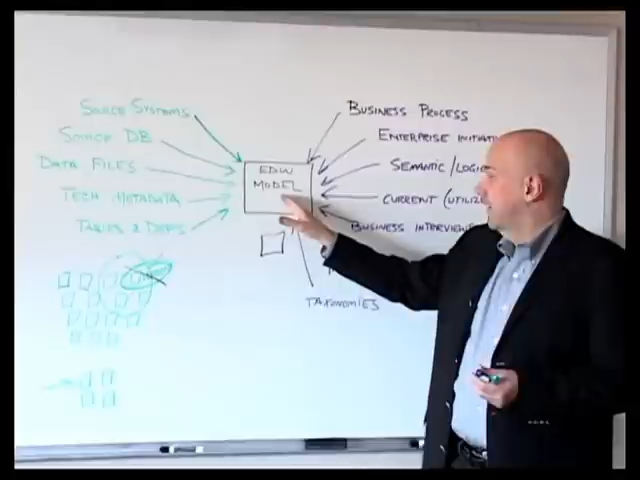 Source Systems
Source DB
Data Files
Tech Metadata
Tables & Defs
EDW
Model
Business Process
Enterprise
Semantic /
Current
Business
Taxonomies